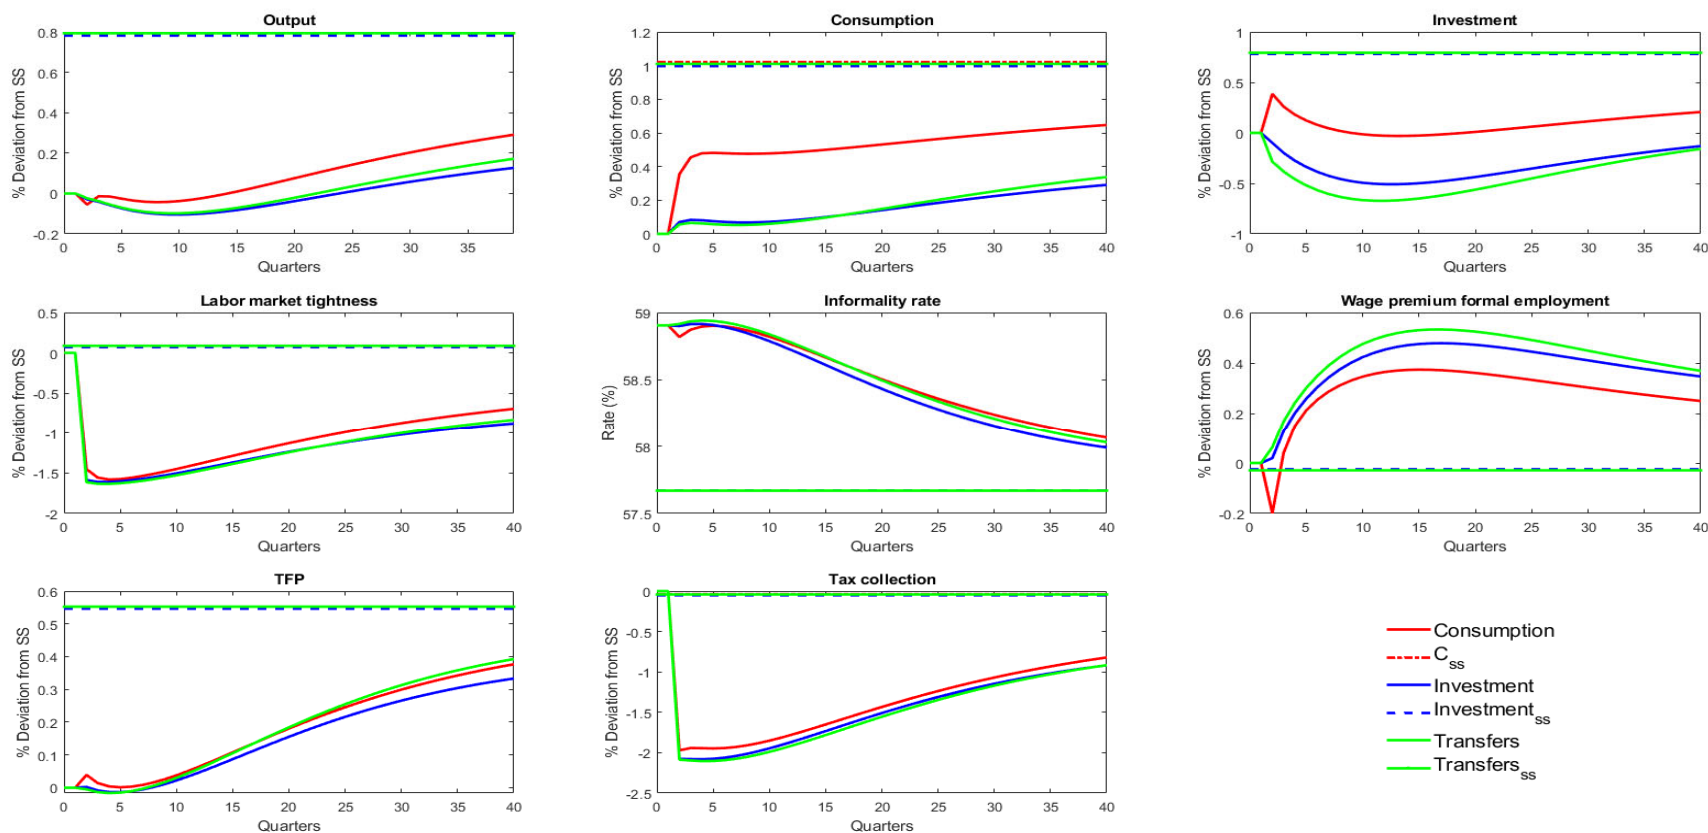 Output
% Deviation from SS
0.8
0.6
0.4
0.2
0
-0.2
0 5 10 15 20 25 30 35
Quarters
Consumption
% Deviation from SS
1.2
1
0.8
0.6
0.4
0.2
0
0 5 10 15 20 25 30 35 40
Quarters
Investment
% Deviation from SS
1
0.5
0
-0.5
-1
0 5 10 15 20 25 30 35 40
Quarters
Labor market tightness
% Deviation from SS
0.5
0
-0.5
-1
-1.5
-2
0 5 10 15 20 25 30 35 40
Quarters
Informality rate
Rate (%)
59
58.5
58
57.5
0 5 10 15 20 25 30 35 40
Quarters
Wage premium formal employment
% Deviation from SS
0.6
0.4
0.2
0
-0.2
0 5 10 15 20 25 30 35 40
Quarters
TFP
% Deviation from SS
0.6
0.5
0.4
0.3
0.2
0.1
0
0 5 10 15 20 25 30 35 40
Quarters
Tax collection
% Deviation from SS
0
-0.5
-1
-1.5
-2
-2.5
0 5 10 15 20 25 30 35 40
Quarters
Consumption
Css
Investment
Investmentss
Transfers
Transfersss